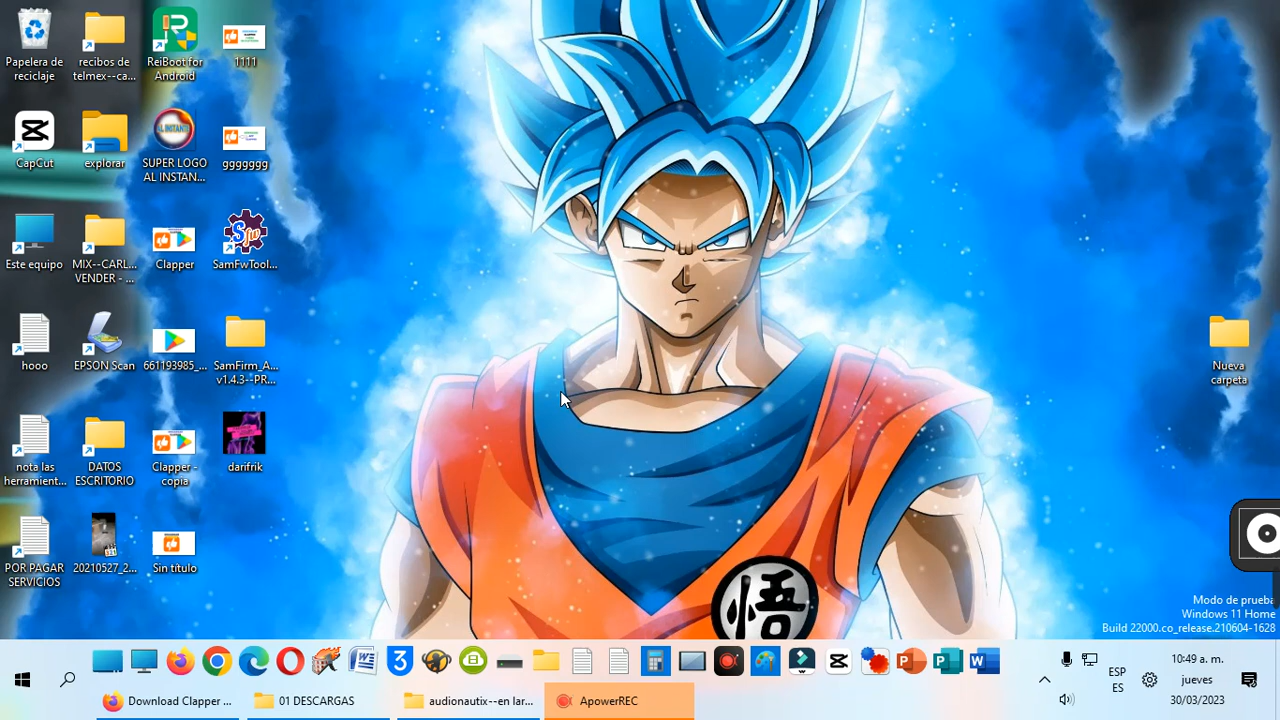 Papelera de
reciclaje
recibos de
telmex--ca...
ReiBoot for
Android
1111
CapCut
explorar
AL INSTANTE
SUPER LOGO
AL INSTAN...
ggggggg
Este equipo
MIX--CARL...
VENDER - ...
Clapper
SamFwTool...
hooo
EPSON Scan
661193985_...
SamFirm_A...
v1.4.3--PR...
nota las
herramient...
DATOS
ESCRITORIO
Clapper -
copia
darifrik
POR PAGAR
SERVICIOS
20210527_2...
Sin título
Nueva
carpeta
悟
Modo de prueba
Windows 11 Home
Build 22000.co_release.210604-1628
ESP
ES
10:49 a. m.
jueves
30/03/2023
Download Clapper ...
01 DESCARGAS
audionautix--en lar...
ApowerREC